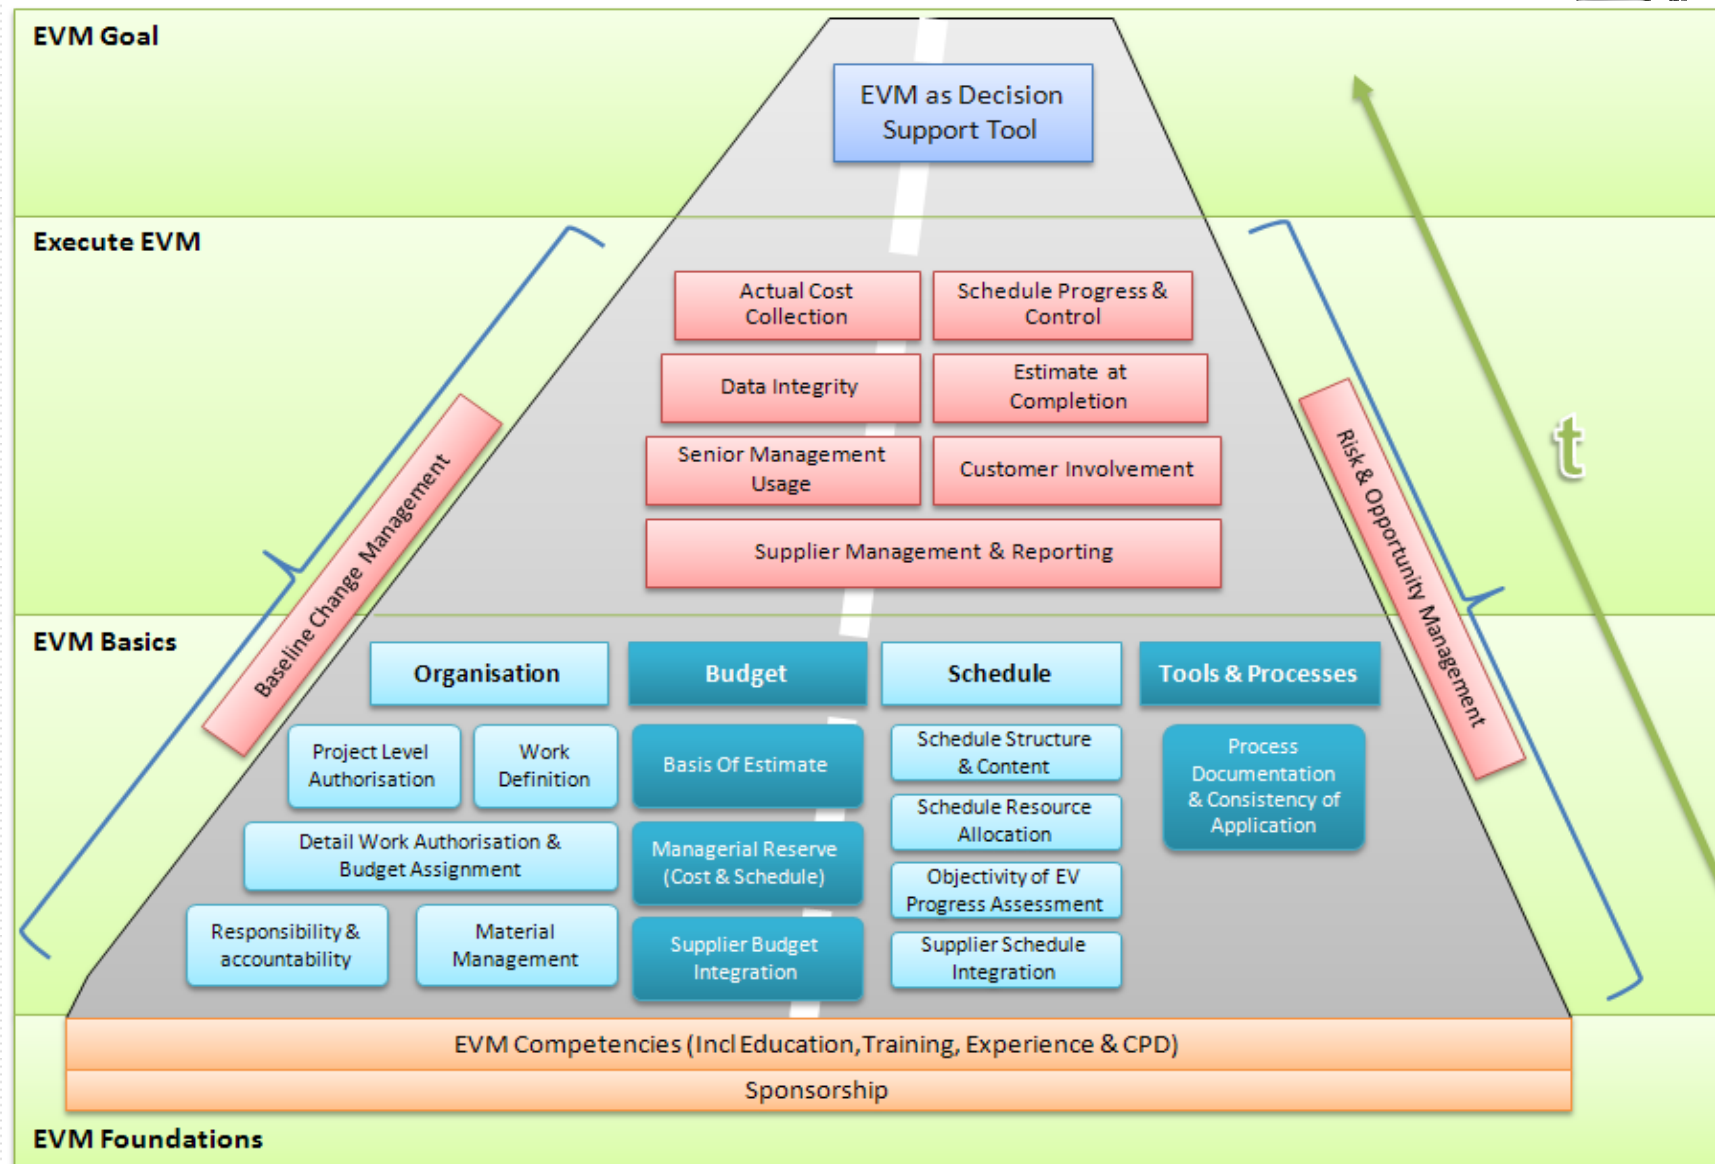 EVM Goal
EVM as Decision
Support Tool
Execute EVM
Actual Cost
Collection
Schedule Progress &
Control
Data Integrity
Estimate at
Completion
Senior Management
Usage
Customer Involvement
Supplier Management & Reporting
Baseline Change Management
Risk & Opportunity Management
t
EVM Basics
Organisation
Budget
Schedule
Tools & Processes
Project Level
Authorisation
Work
Definition
Detail Work Authorisation &
Budget Assignment
Responsibility &
accountability
Material
Management
Basis Of Estimate
Managerial Reserve
(Cost & Schedule)
Supplier Budget
Integration
Schedule Structure
& Content
Schedule Resource
Allocation
Objectivity of EV
Progress Assessment
Supplier Schedule
Integration
Process
Documentation
& Consistency of
Application
EVM Competencies (Incl Education,Training, Experience & CPD)
Sponsorship
EVM Foundations